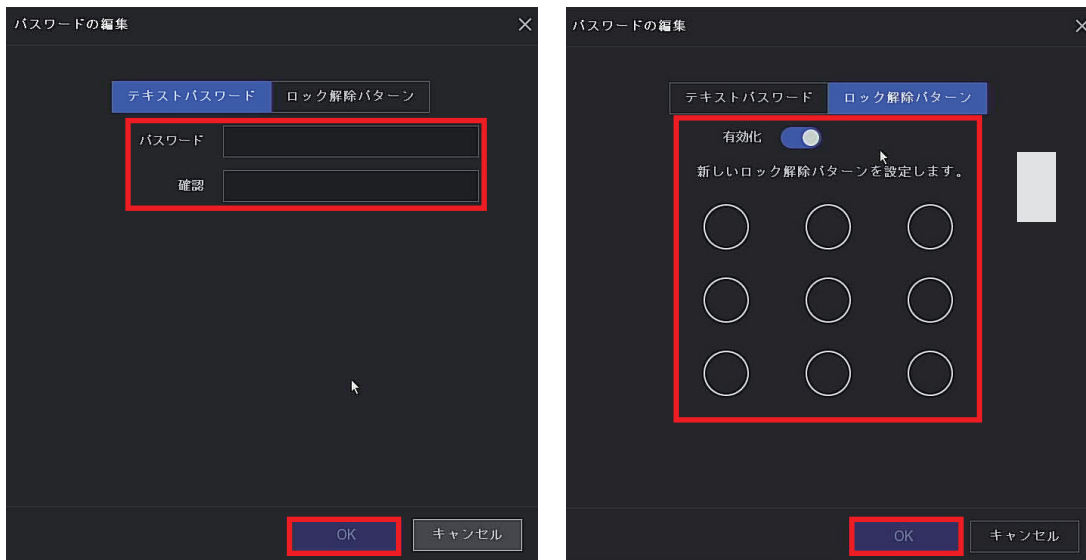 パスワードの編集
テキストパスワード ロック解除パターン
パスワード
確認
OK キャンセル
パスワードの編集
テキストパスワード ロック解除パターン
有効化
新しいロック解除パターンを設定します。
OK キャンセル